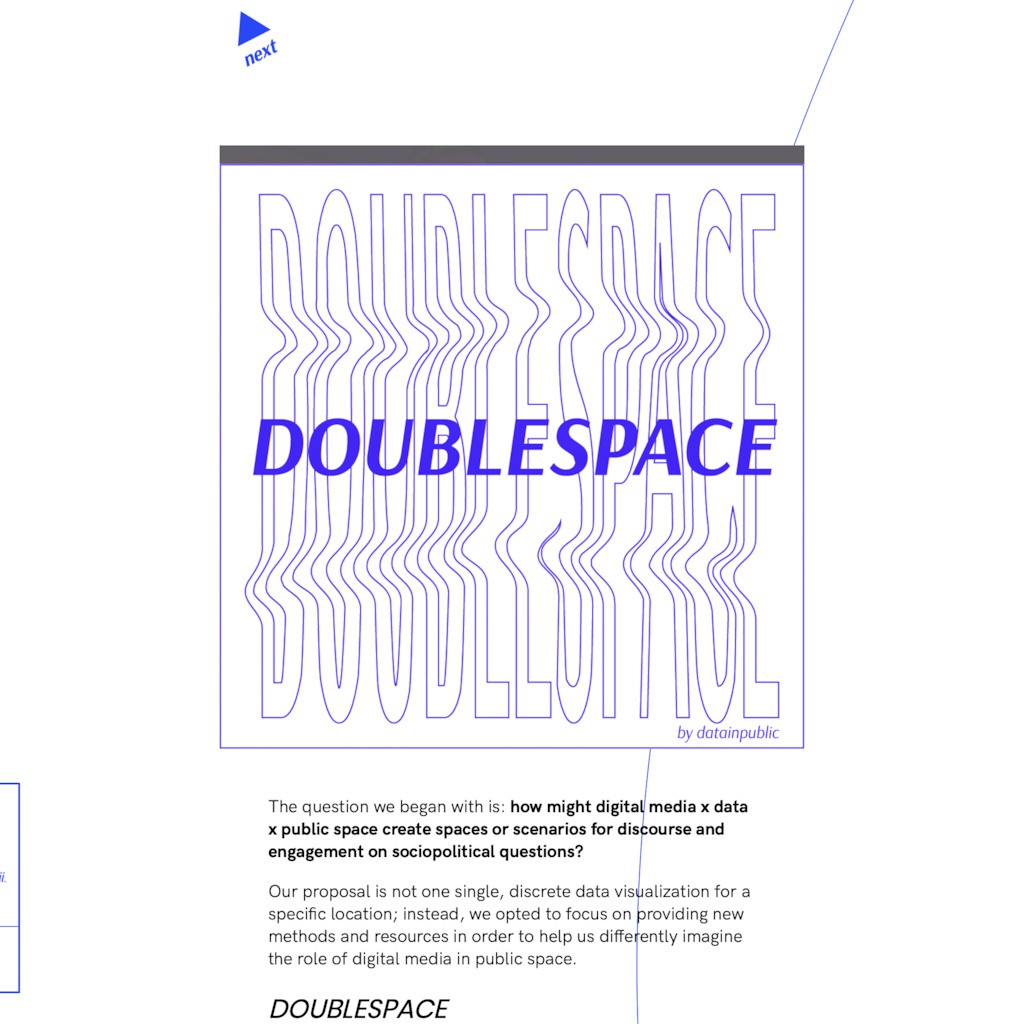 next
DOUBLESPACE
DOUBLESPACE
by datainpublic
ii.
The question we began with is: how might digital media x data
x public space create spaces or scenarios for discourse and
engagement on sociopolitical questions?
Our proposal is not one single, discrete data visualization for a
specific location; instead, we opted to focus on providing new
methods and resources in order to help us differently imagine
the role of digital media in public space.
DOUBLESPACE